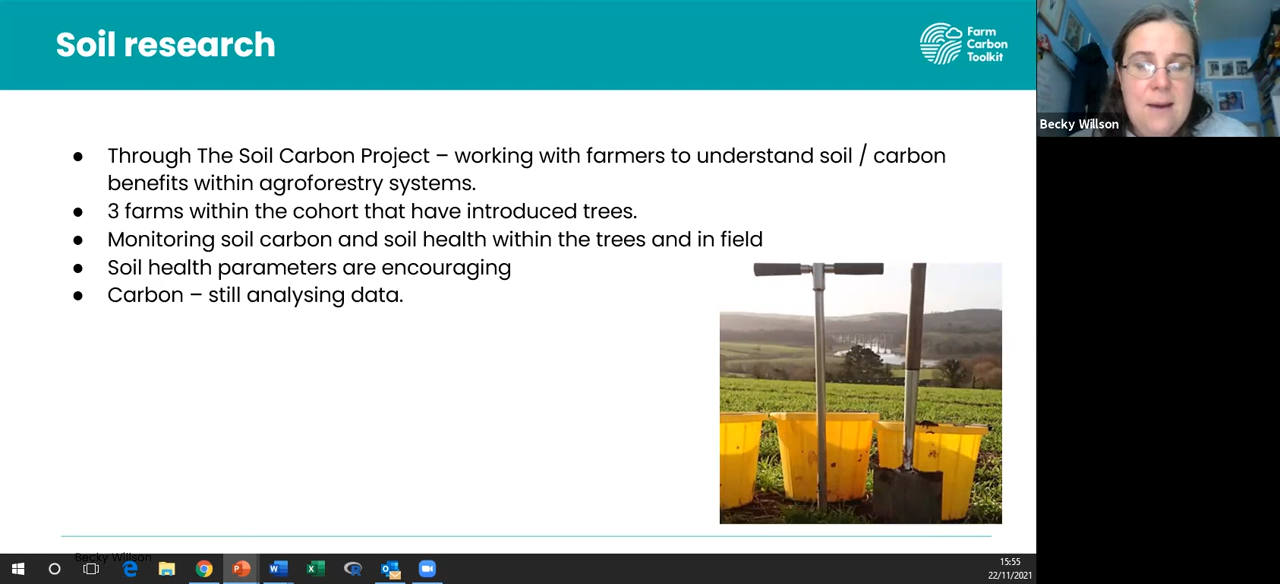 Soil research
Farm
Carbon
Toolkit
Becky Willson
● Through The Soil Carbon Project – working with farmers to understand soil / carbon
benefits within agroforestry systems.
● 3 farms within the cohort that have introduced trees.
● Monitoring soil carbon and soil health within the trees and in field
● Soil health parameters are encouraging
● Carbon – still analysing data.
Becky Willson
15:55
22/11/2021